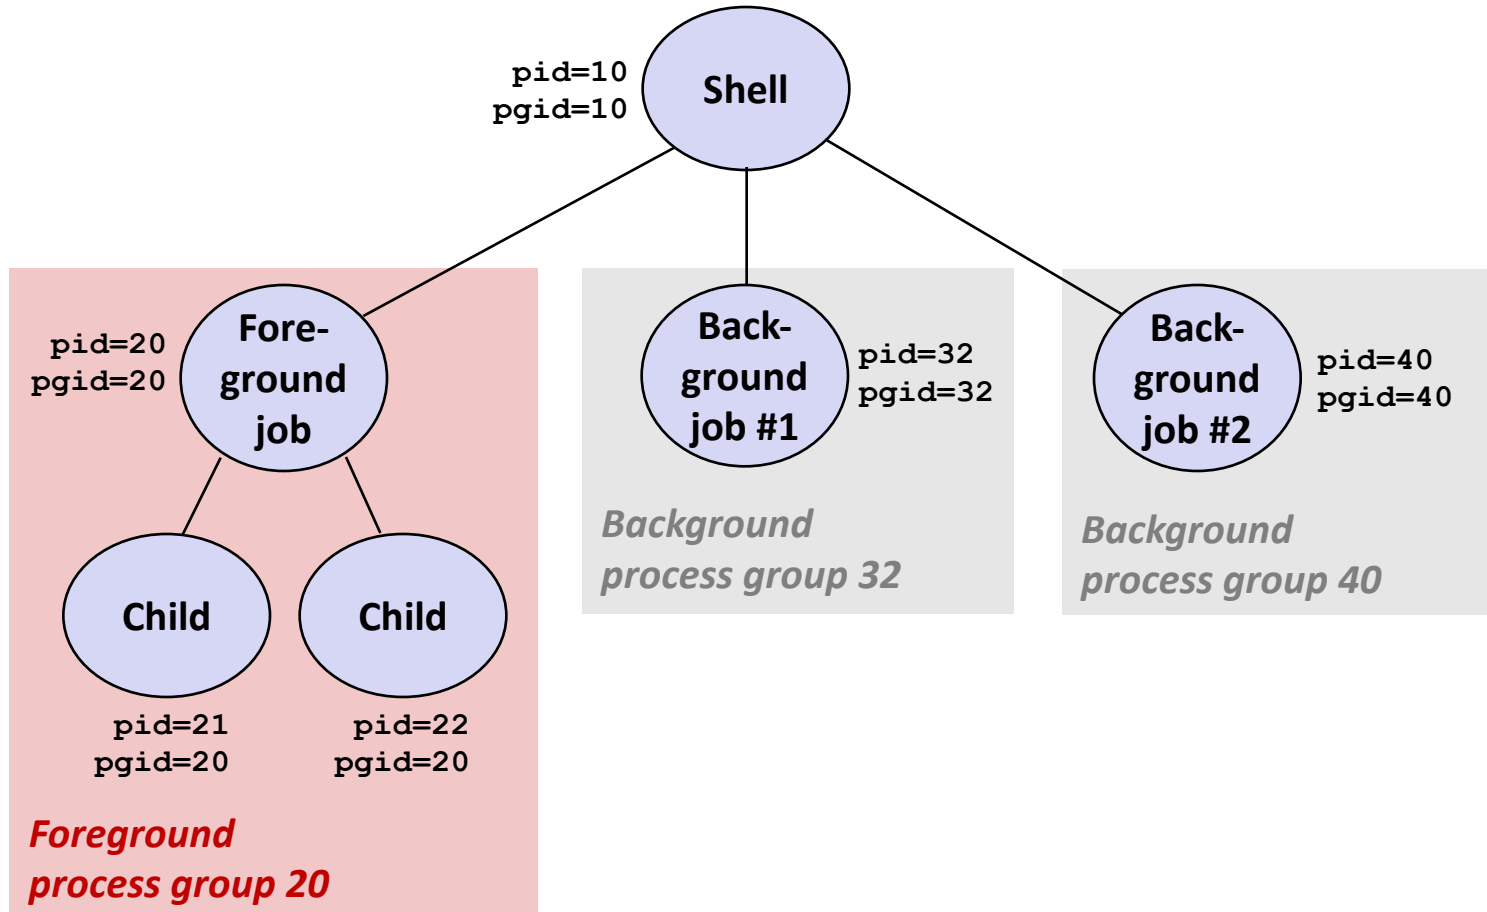 pid=10
pgid=10
Shell
pid=20
pgid=20
Fore-
ground
job
Back-
ground
job #1
pid=32
pgid=32
Back-
ground
job #2
pid=40
pgid=40
Background
process group 32
Background
process group 40
Child
Child
pid=21
pgid=20
pid=22
pgid=20
Foreground
process group 20